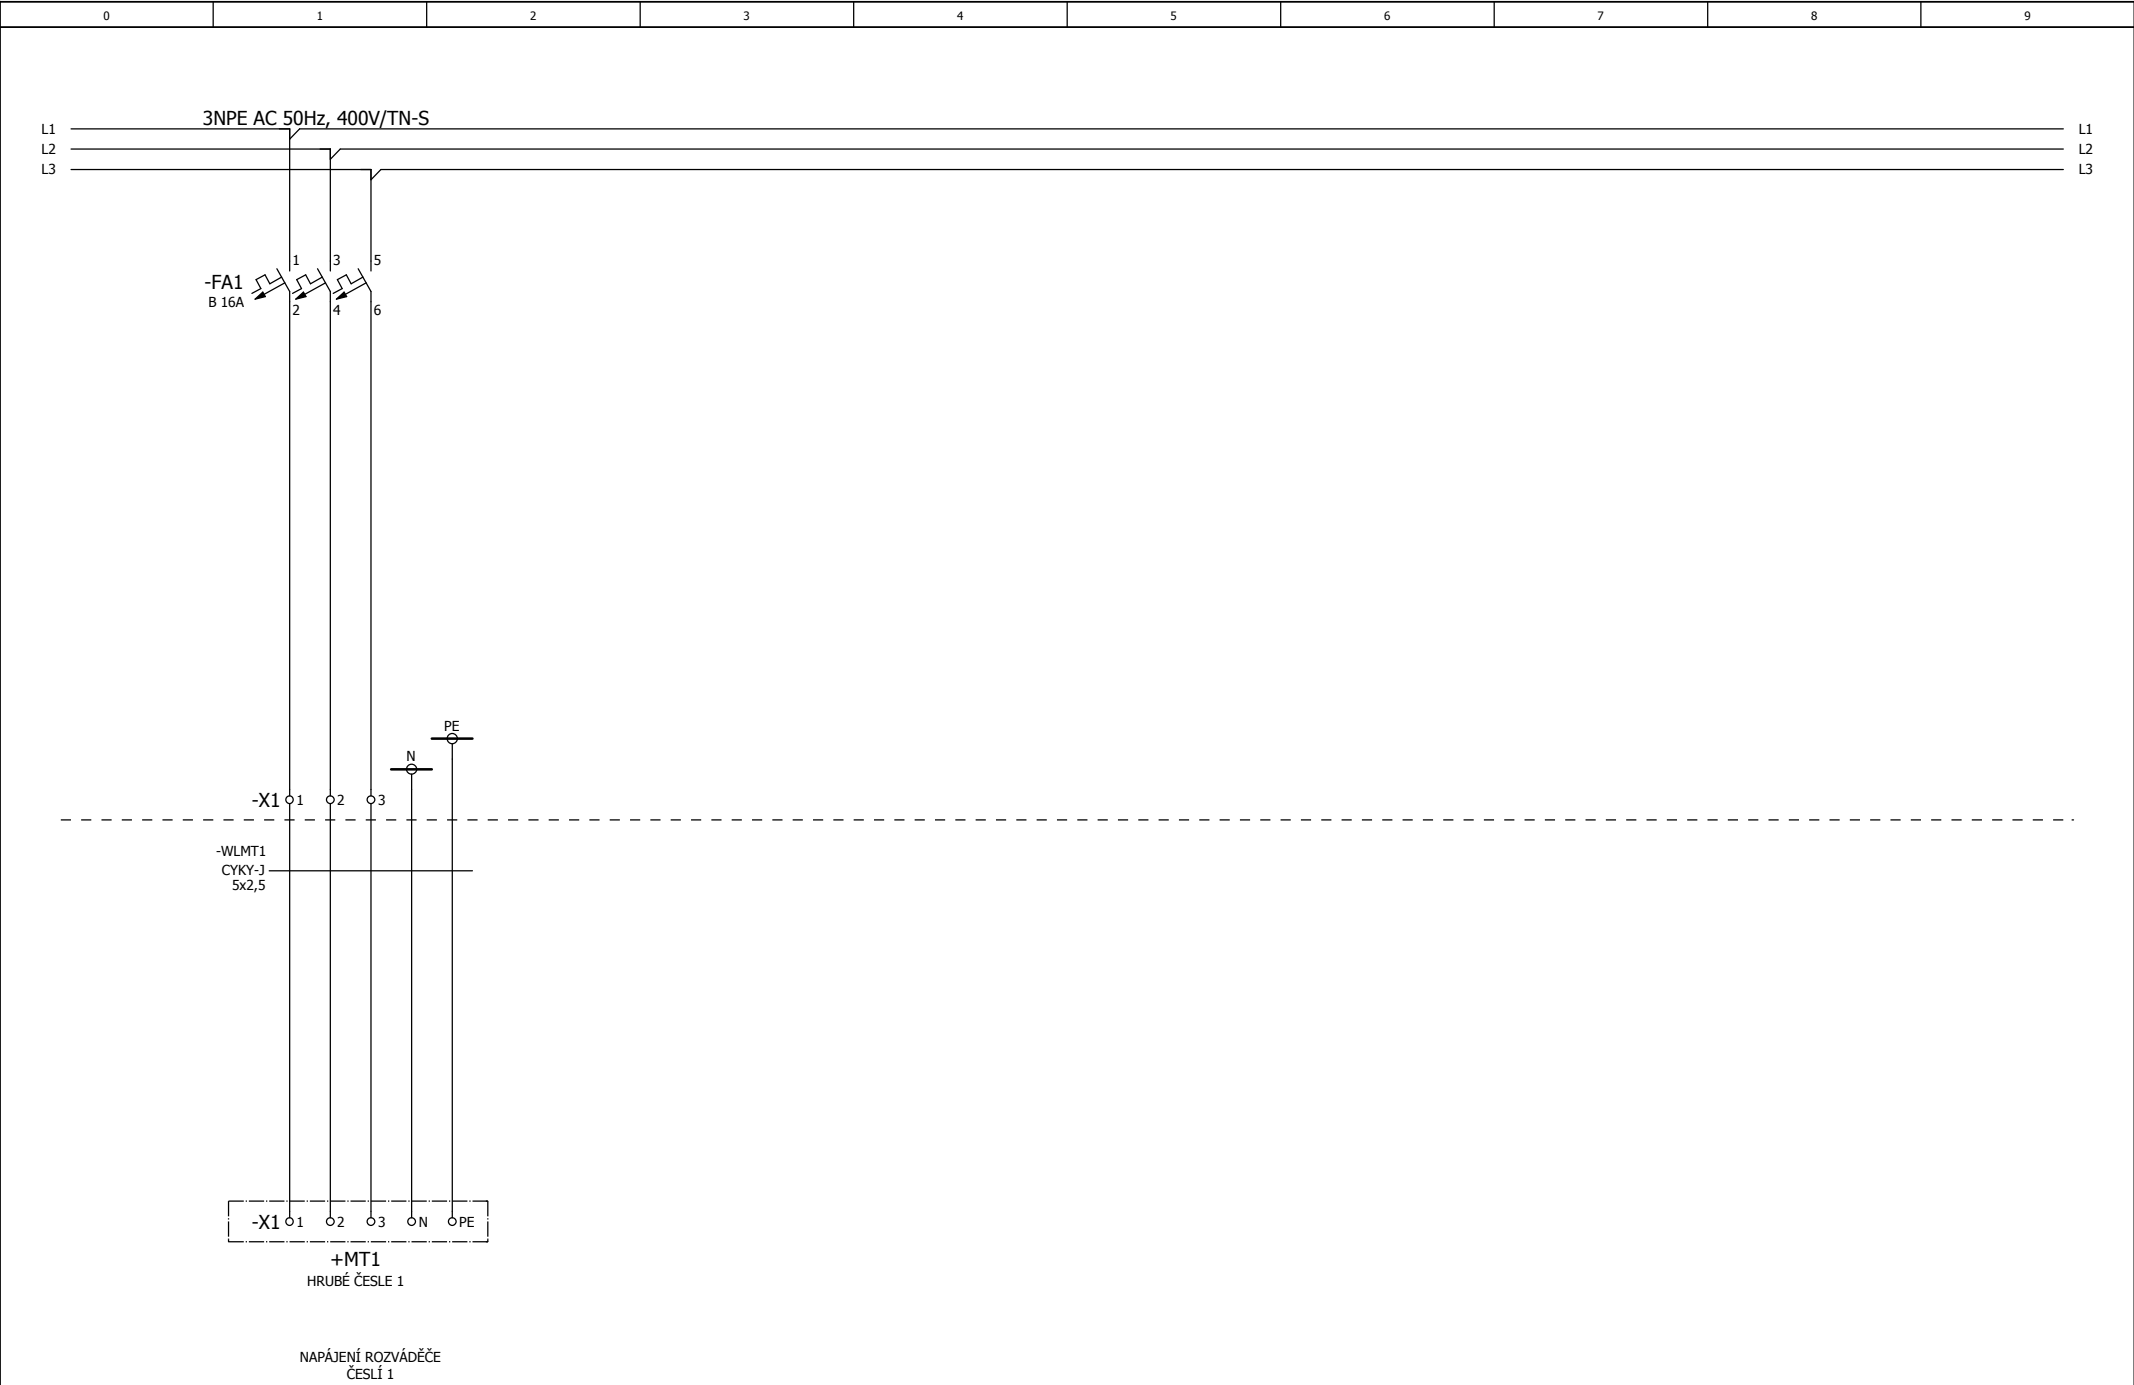 0 1 2 3 4 5 6 7 8 9
3NPE AC 50Hz, 400V/TN-S
L1 L1
L2 L2
L3 L3
1 3 5
-FA1
B 16A
2 4 6
PE
N
-X1 1 2 3
-WLMT1
CYKY-J
5x2,5
-X1 1 2 3 N PE
+MT1
HRUBÉ ČESLE 1
NAPÁJENÍ ROZVÁDĚČE
ČESLÍ 1